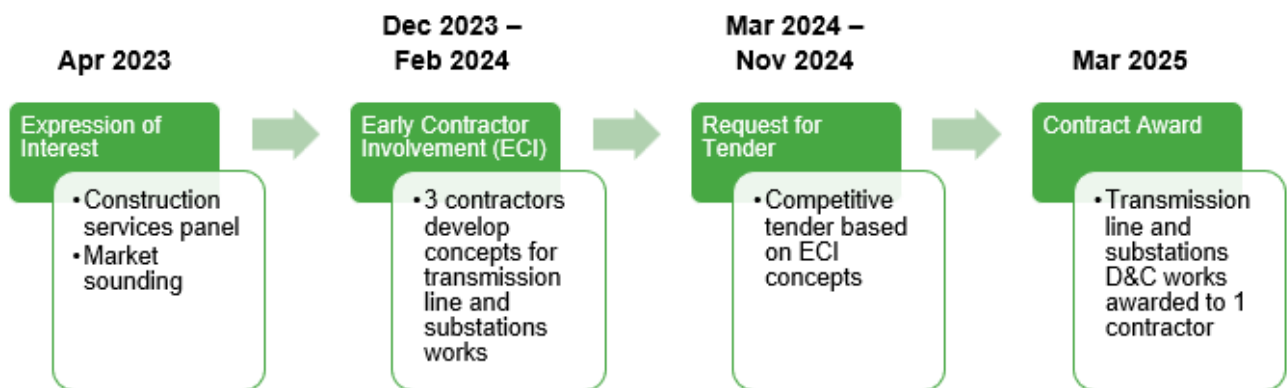 Apr 2023
Dec 2023 –
Feb 2024
Mar 2024 –
Nov 2024
Mar 2025
Expression of
Interest
• Construction
services panel
• Market
sounding
Early Contractor
Involvement (ECI)
• 3 contractors
develop
concepts for
transmission
line and
substations
works
Request for
Tender
• Competitive
tender based
on ECI
concepts
Contract Award
• Transmission
line and
substations
D&C works
awarded to 1
contractor